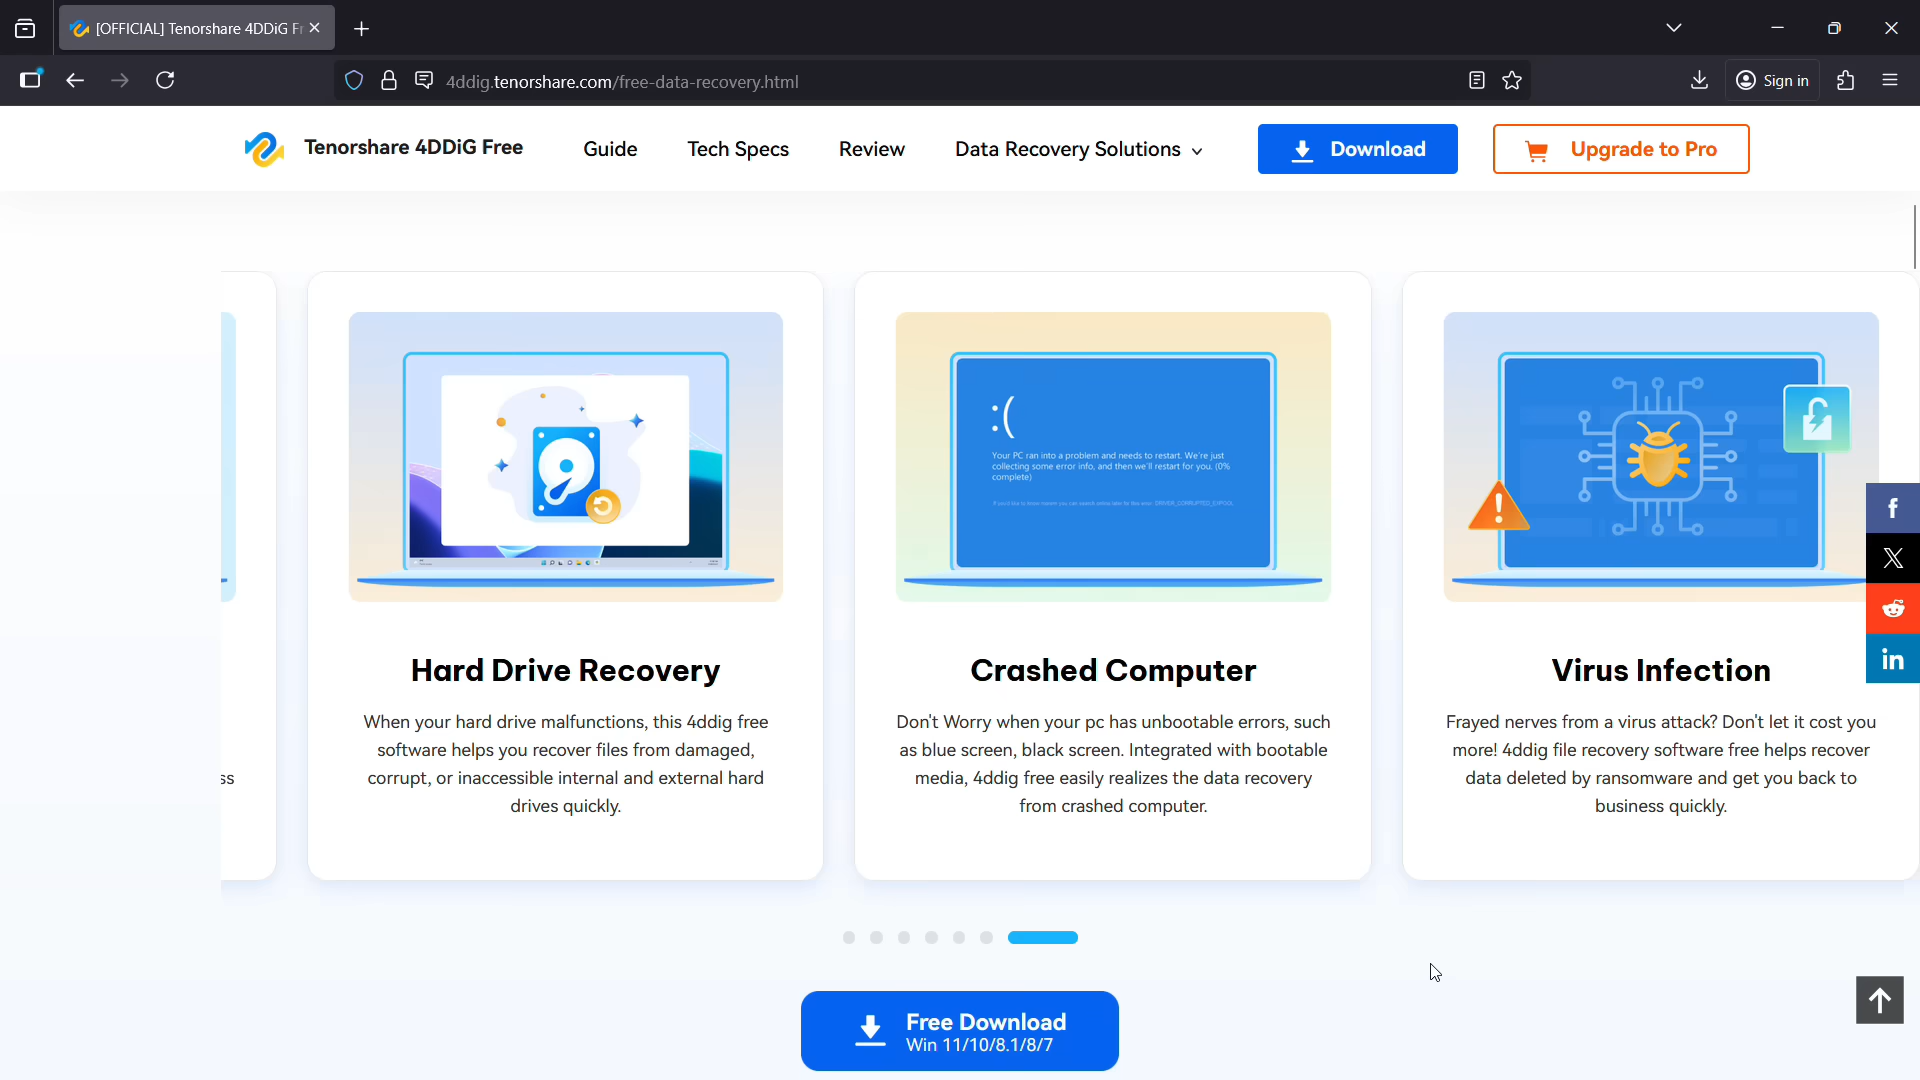 [OFFICIAL] Tenorshare 4DDiG Fr
4ddig.tenorshare.com/free-data-recovery.html
Sign in
Tenorshare 4DDiG Free
Guide
Tech Specs
Review
Data Recovery Solutions
Download
Upgrade to Pro
:(
Your PC ran into a problem and needs to restart. We're just
collecting some error info, and then we'll restart for you. (0%
complete)
Hard Drive Recovery
When your hard drive malfunctions, this 4ddig free
software helps you recover files from damaged,
corrupt, or inaccessible internal and external hard
drives quickly.
Crashed Computer
Don't Worry when your pc has unbootable errors, such
as blue screen, black screen. Integrated with bootable
media, 4ddig free easily realizes the data recovery
from crashed computer.
Virus Infection
Frayed nerves from a virus attack? Don't let it cost you
more! 4ddig file recovery software free helps recover
data deleted by ransomware and get you back to
business quickly.
ss
Free Download
Win 11/10/8.1/8/7